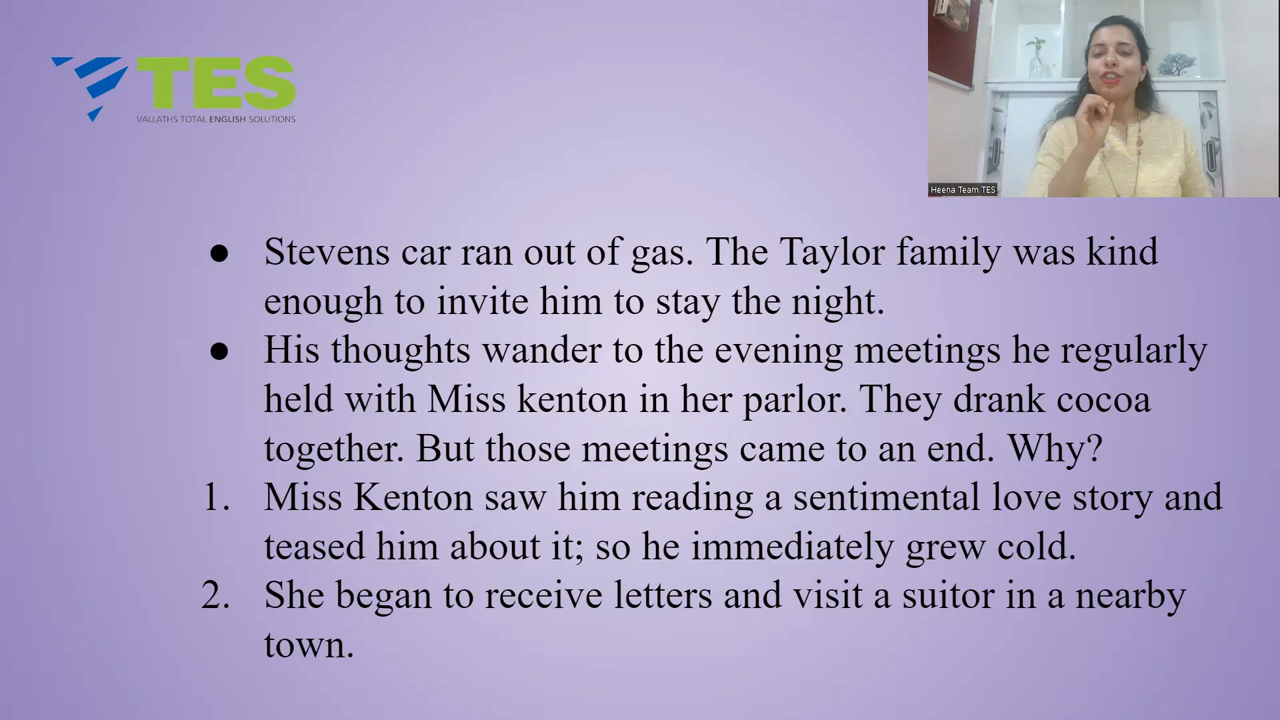 TES
VALLATHS TOTAL ENGLISH SOLUTIONS
Heena Team TES
● Stevens car ran out of gas. The Taylor family was kind
enough to invite him to stay the night.
● His thoughts wander to the evening meetings he regularly
held with Miss kenton in her parlor. They drank cocoa
together. But those meetings came to an end. Why?
1. Miss Kenton saw him reading a sentimental love story and
teased him about it; so he immediately grew cold.
2. She began to receive letters and visit a suitor in a nearby
town.